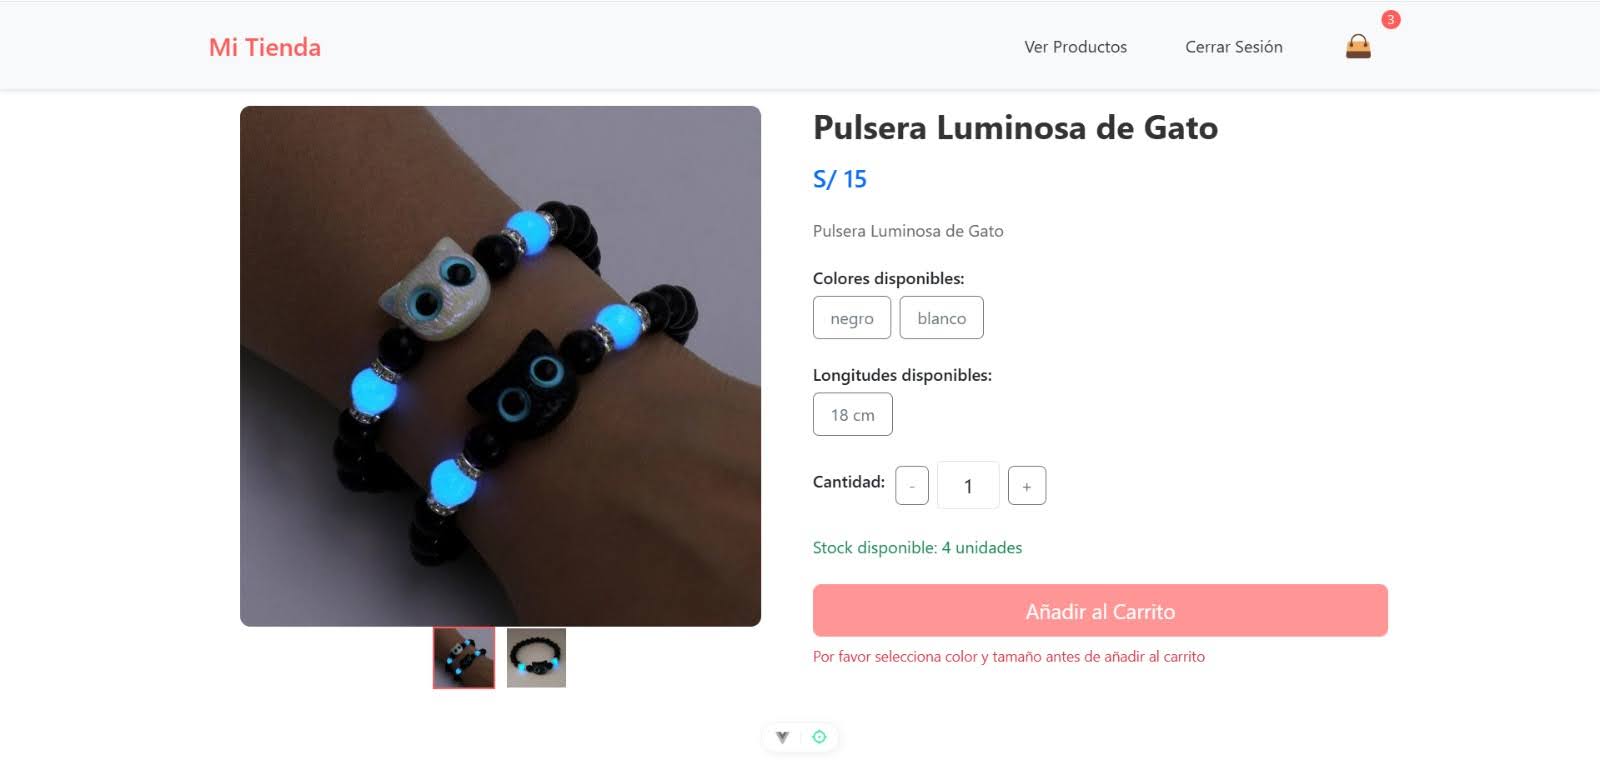 Mi Tienda
Ver Productos
Cerrar Sesión
3
Pulsera Luminosa de Gato
S/ 15
Pulsera Luminosa de Gato
Colores disponibles:
negro blanco
Longitudes disponibles:
18 cm
Cantidad: - 1 +
Stock disponible: 4 unidades
Añadir al Carrito
Por favor selecciona color y tamaño antes de añadir al carrito